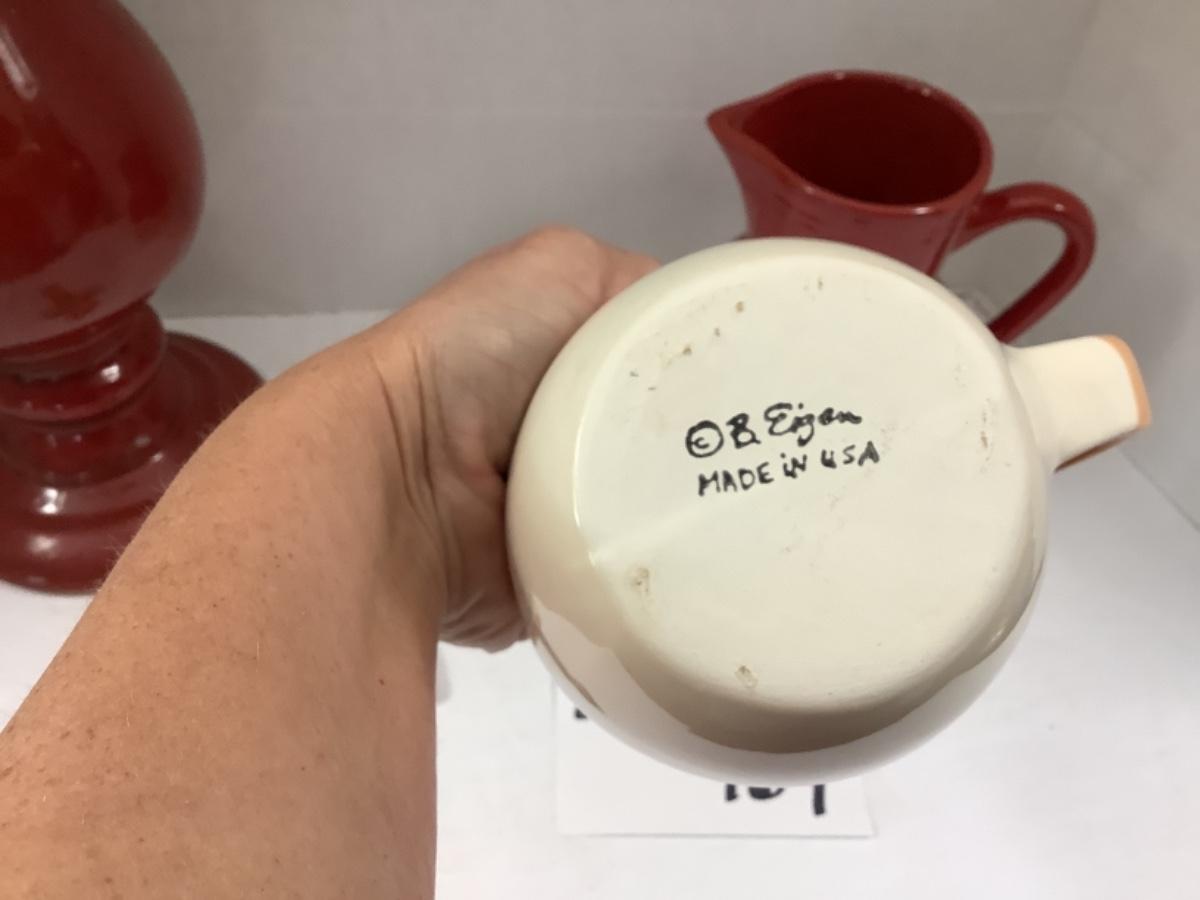 © B. Eigen
MADE iN USA